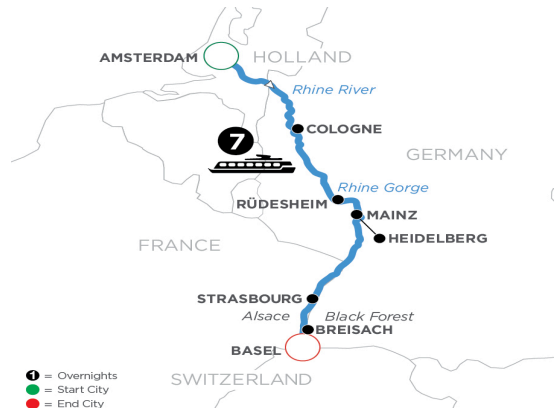 AMSTERDAM
HOLLAND
Rhine River
COLOGNE
7
GERMANY
Rhine Gorge
RÜDESHEIM
MAINZ
HEIDELBERG
FRANCE
STRASBOURG
Alsace
Black Forest
BREISACH
BASEL
SWITZERLAND
1 = Overnights
= Start City
= End City